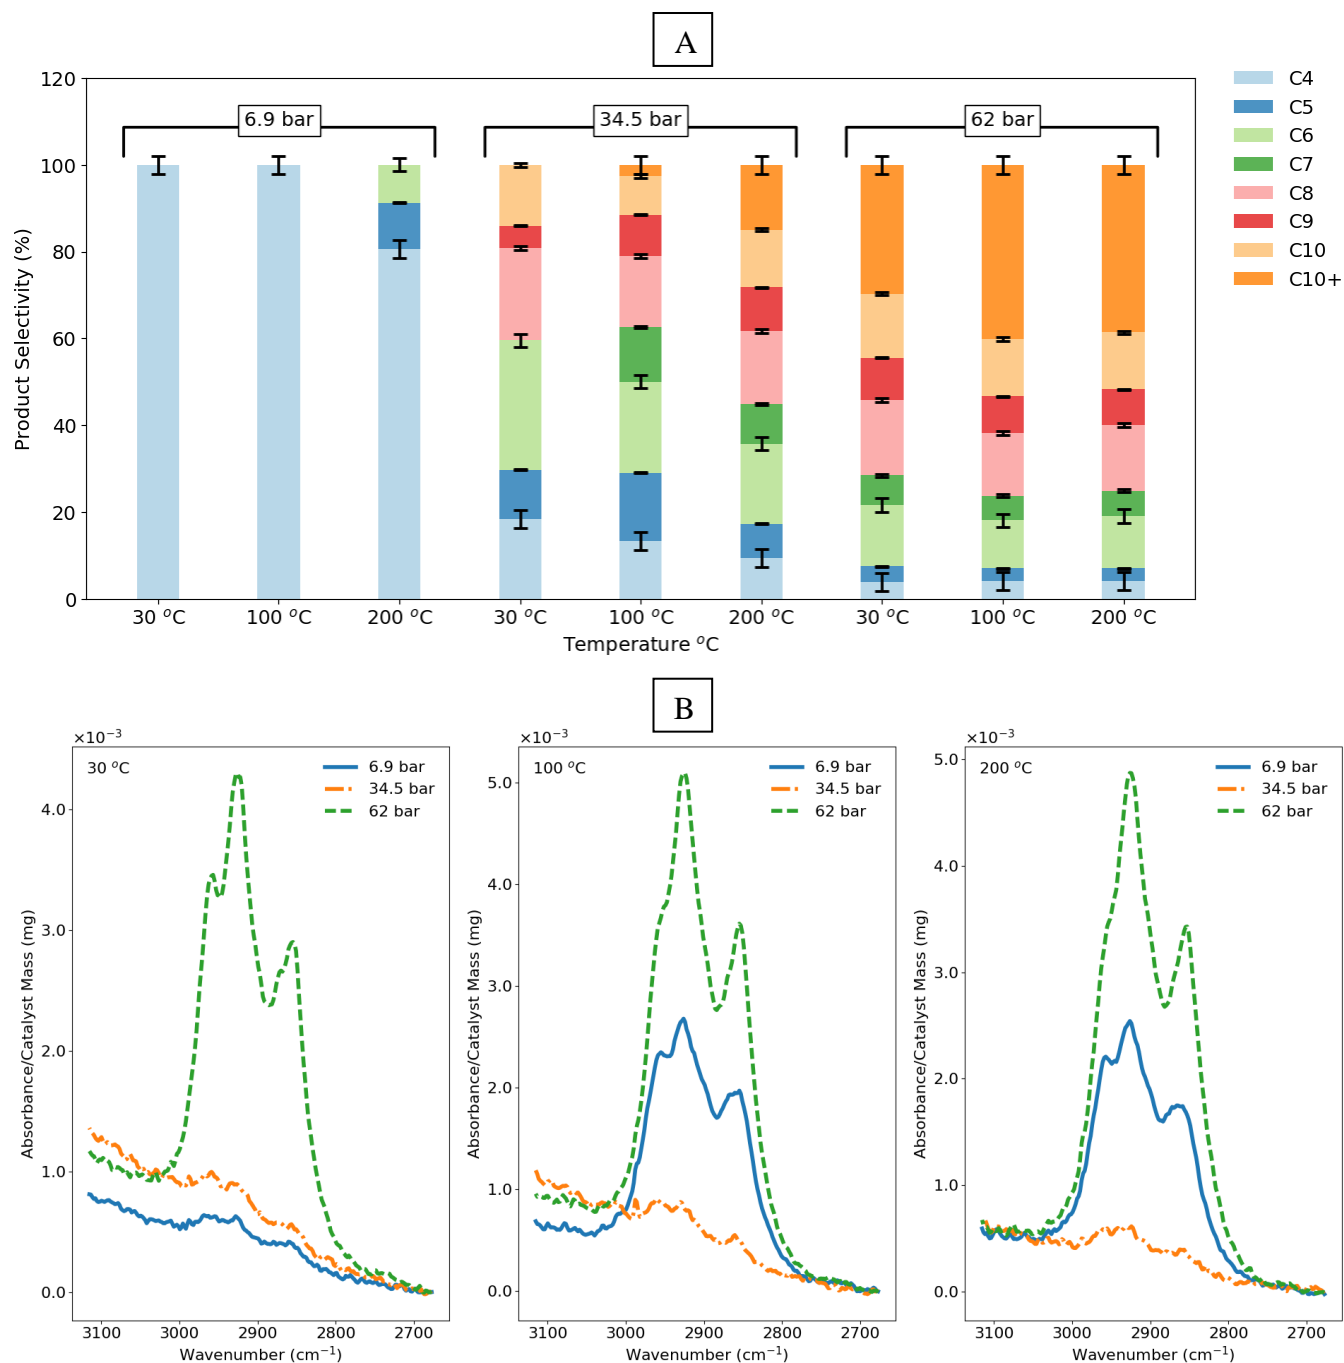 A
120
100
80
60
40
20
0
Product Selectivity (%)
6.9 bar
34.5 bar
62 bar
30 °C
100 °C
200 °C
30 °C
100 °C
200 °C
30 °C
100 °C
200 °C
Temperature °C
C4
C5
C6
C7
C8
C9
C10
C10+
B
×10⁻³
30 °C
6.9 bar
34.5 bar
62 bar
4.0
3.0
2.0
1.0
0.0
Absorbance/Catalyst Mass (mg)
3100 3000 2900 2800 2700
Wavenumber (cm⁻¹)
×10⁻³
100 °C
6.9 bar
34.5 bar
62 bar
5.0
4.0
3.0
2.0
1.0
0.0
Absorbance/Catalyst Mass (mg)
3100 3000 2900 2800 2700
Wavenumber (cm⁻¹)
×10⁻³
200 °C
6.9 bar
34.5 bar
62 bar
5.0
4.0
3.0
2.0
1.0
0.0
Absorbance/Catalyst Mass (mg)
3100 3000 2900 2800 2700
Wavenumber (cm⁻¹)